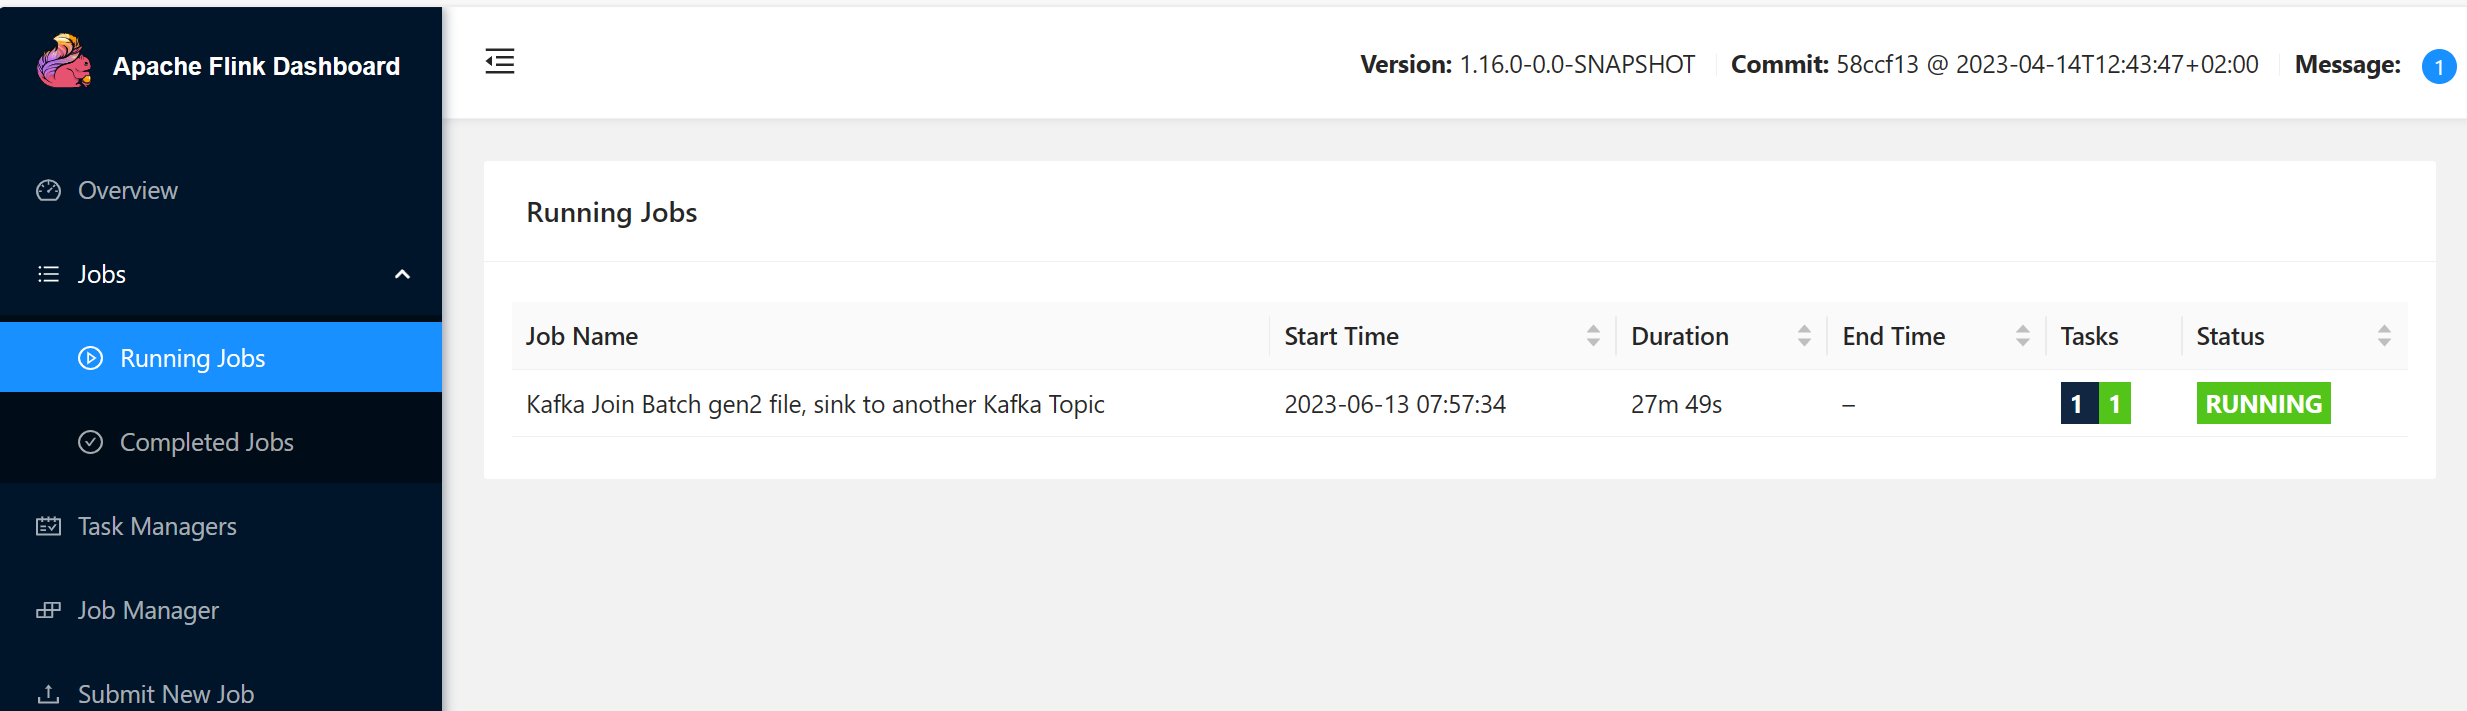 Apache Flink Dashboard
Version: 1.16.0-0.0-SNAPSHOT Commit: 58ccf13 @ 2023-04-14T12:43:47+02:00 Message: 1
Overview
Jobs
Running Jobs
Completed Jobs
Task Managers
Job Manager
Submit New Job
Running Jobs
Job Name Start Time Duration End Time Tasks Status
Kafka Join Batch gen2 file, sink to another Kafka Topic 2023-06-13 07:57:34 27m 49s – 1 1 RUNNING